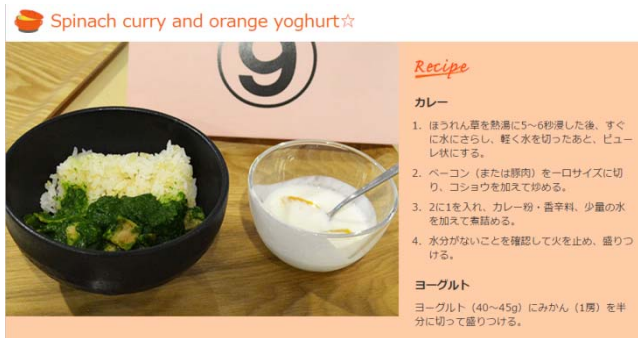 Spinach curry and orange yoghurt☆
⑨
Recipe
カレー
1. ほうれん草を熱湯に5～6秒浸した後、すぐ
に水にさらし、軽く水を切ったあと、ピュー
レ状にする。
2. ベーコン（または豚肉）を一口サイズに切
り、コショウを加えて炒める。
3. 2に1を入れ、カレー粉・香辛料、少量の水
を加えて煮詰める。
4. 水分がないことを確認して火を止め、盛りつ
ける。
ヨーグルト
ヨーグルト（40～45g）にみかん（1房）を半
分に切って盛りつける。